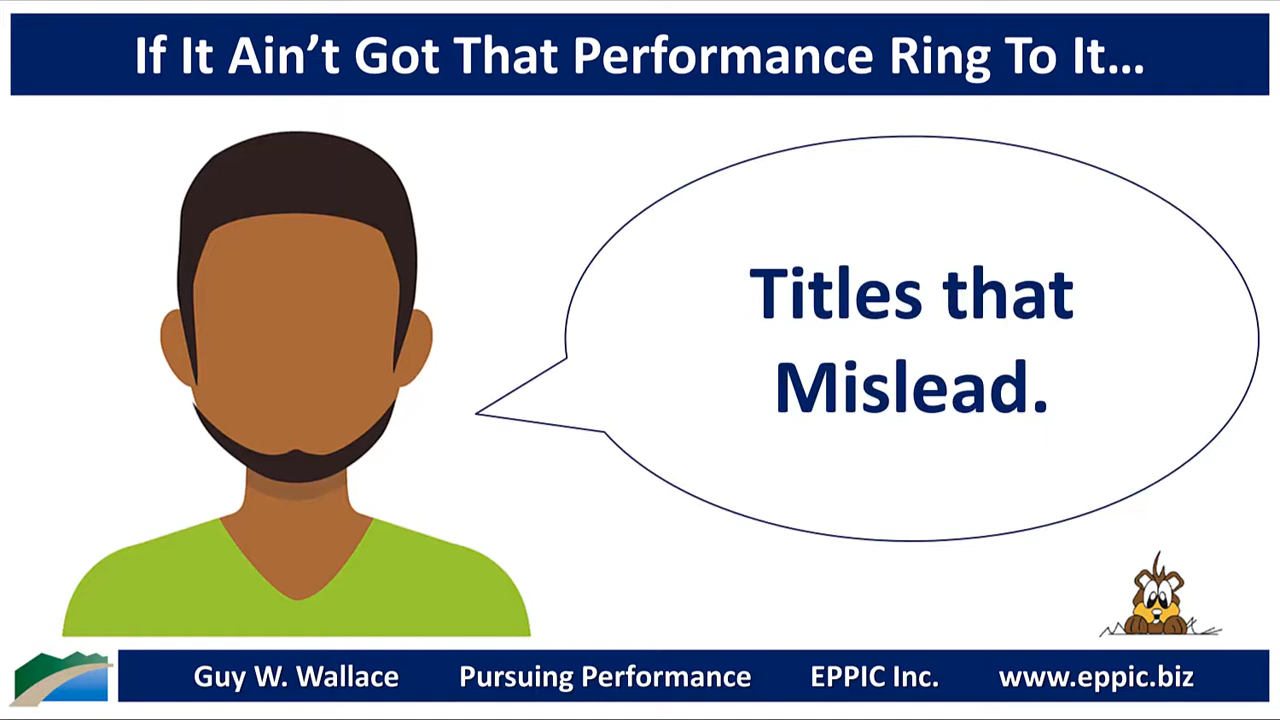 If It Ain’t Got That Performance Ring To It…
Titles that
Mislead.
Guy W. Wallace Pursuing Performance EPPIC Inc. www.eppic.biz